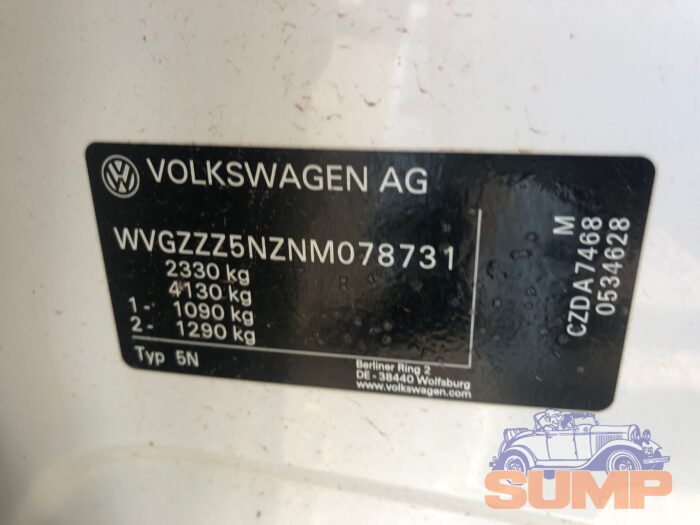 VOLKSWAGEN AG
WVGZZZ5NZNM078731
2330 kg
4130 kg
1- 1090 kg
2- 1290 kg
Typ 5N
Berliner Ring 2
DE - 38440 Wolfsburg
www.volkswagen.com
M
CZDA7468
0534628
SUMP